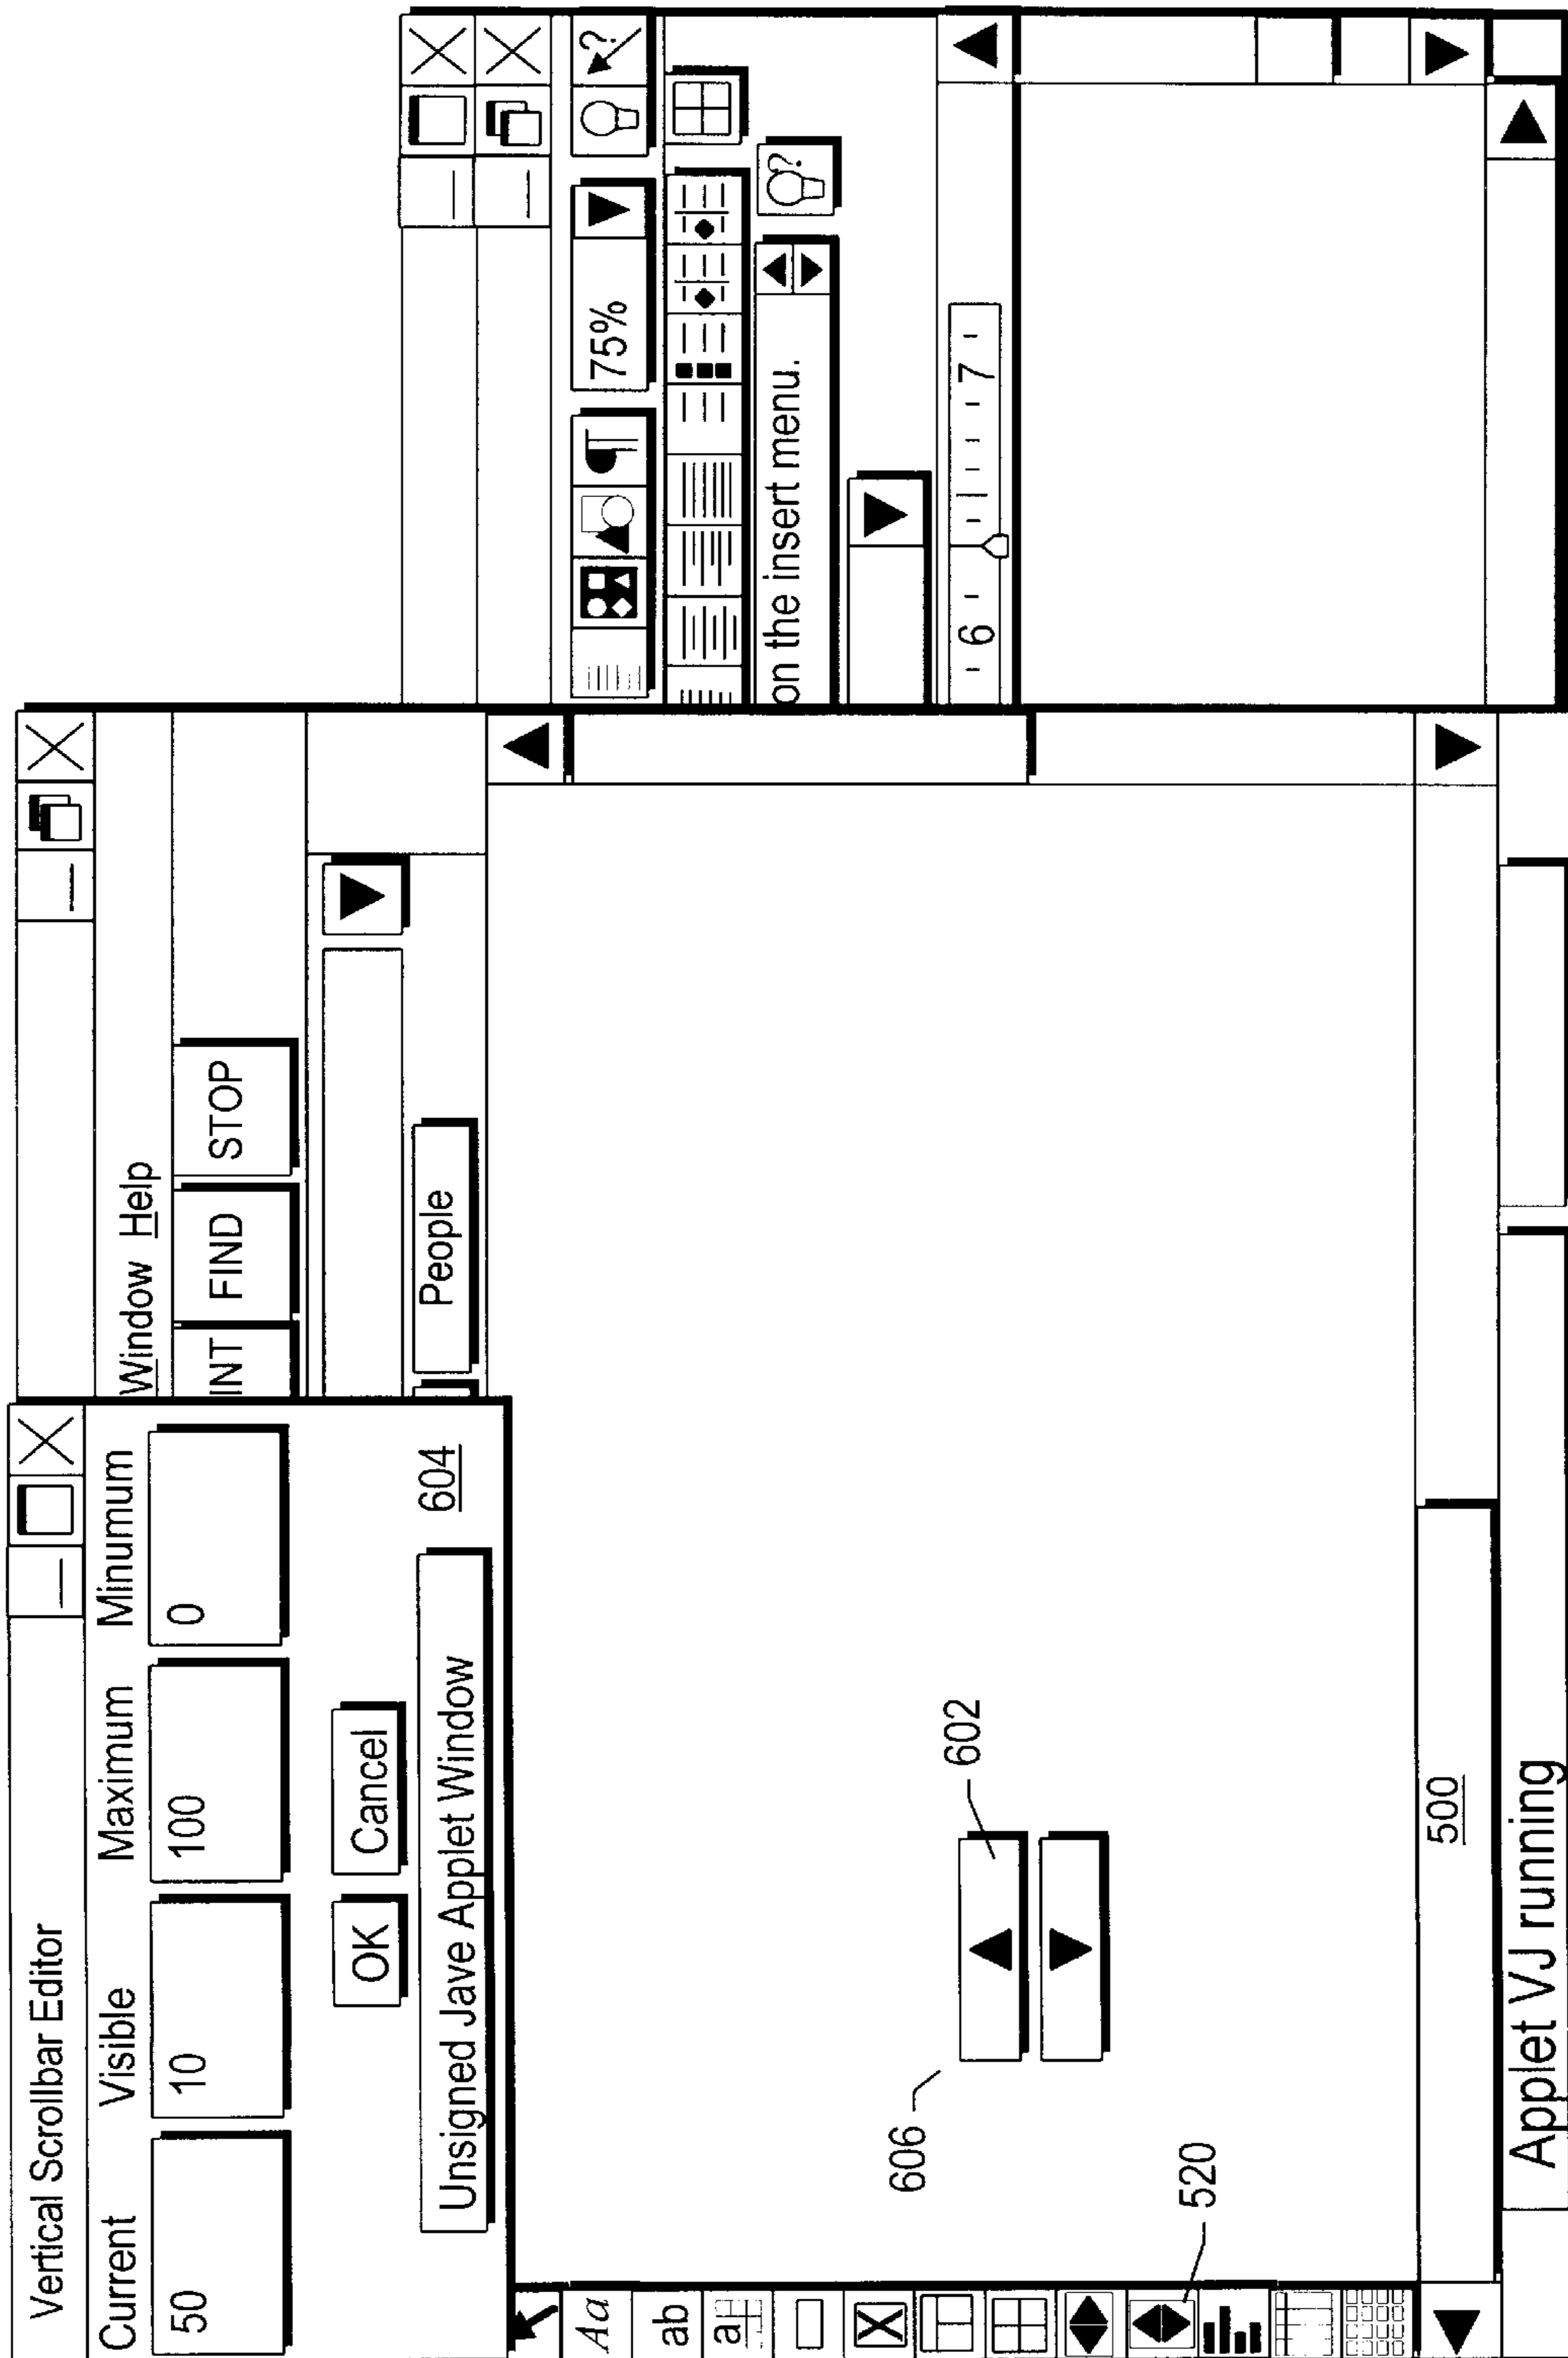 Vertical Scrollbar Editor
Current Visible Maximum Minumum
50 10 100 0
OK Cancel
604
Unsigned Jave Applet Window
Window Help
INT FIND STOP
People
75%
on the insert menu.
6 7
Aa
ab
a
606
602
520
500
Applet VJ running